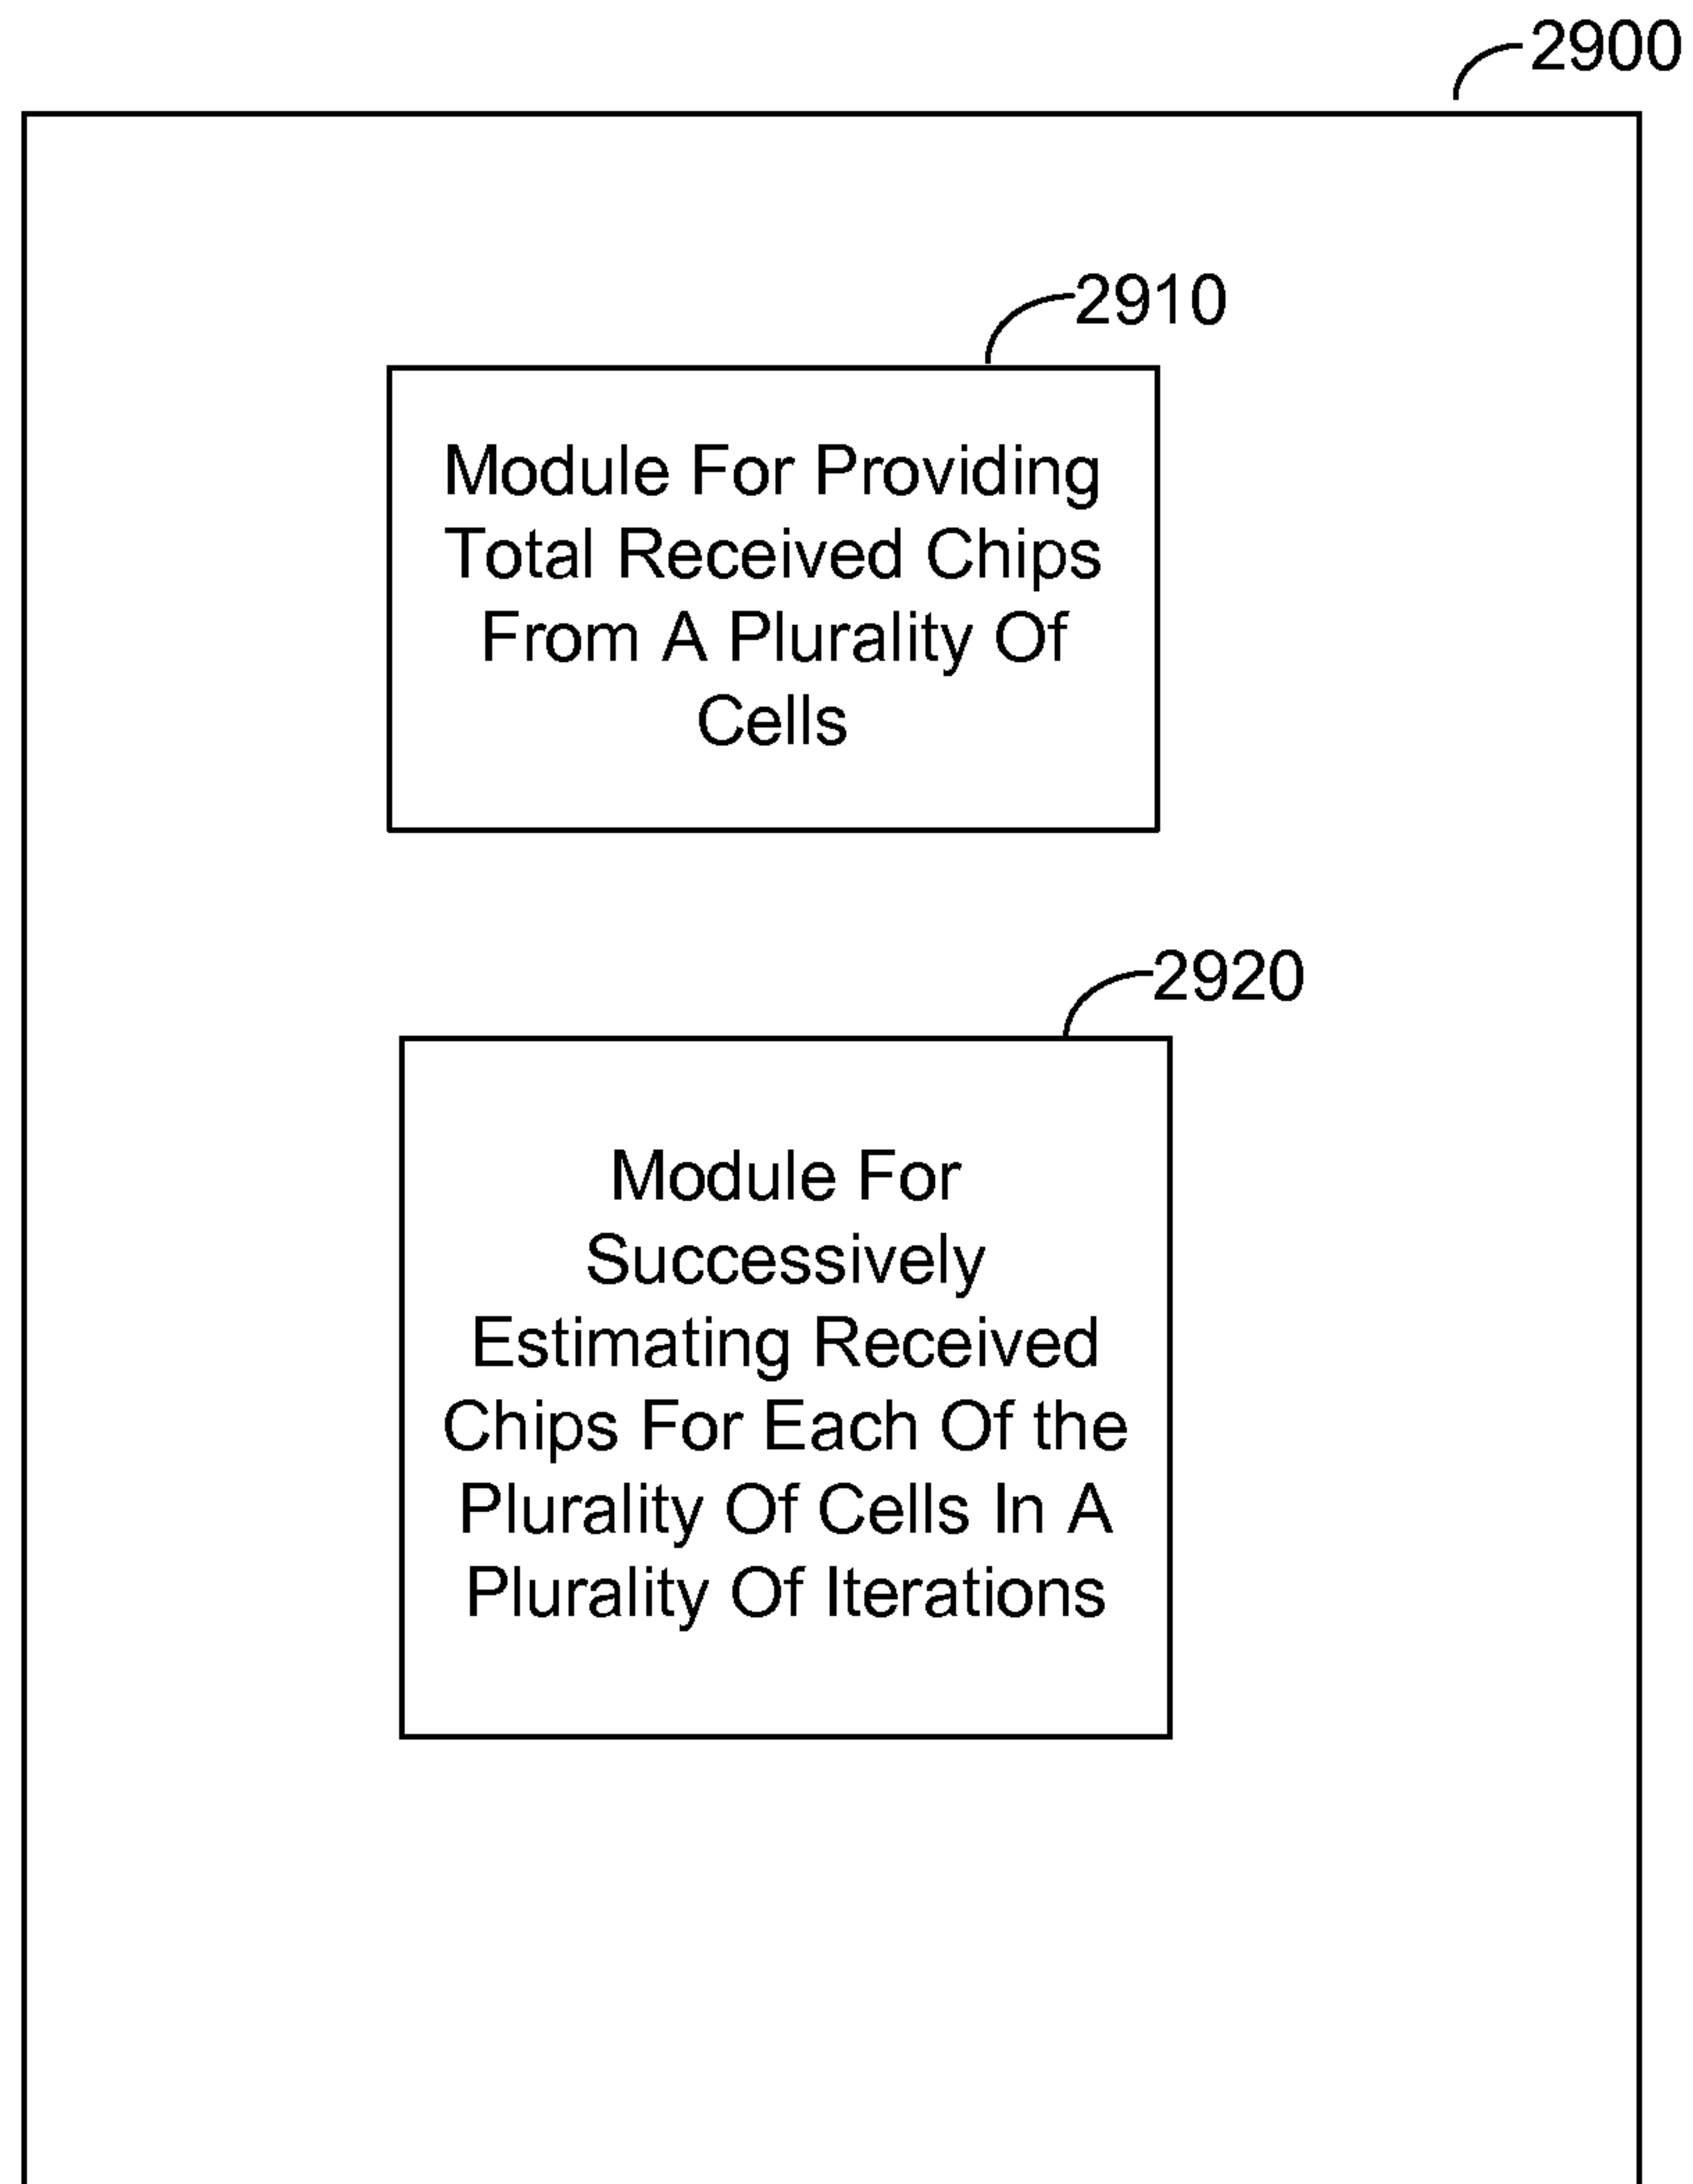 2900
2910
Module For Providing
Total Received Chips
From A Plurality Of
Cells
2920
Module For
Successively
Estimating Received
Chips For Each Of the
Plurality Of Cells In A
Plurality Of Iterations